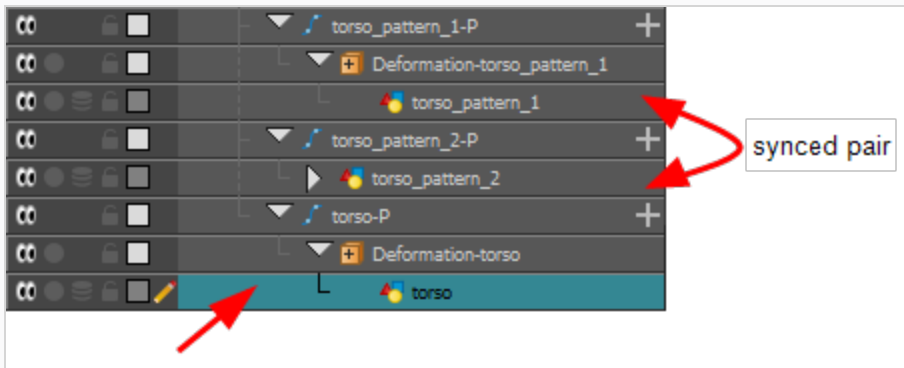 torso_pattern_1-P
Deformation-torso_pattern_1
torso_pattern_1
torso_pattern_2-P
synced pair
torso_pattern_2
torso-P
Deformation-torso
torso